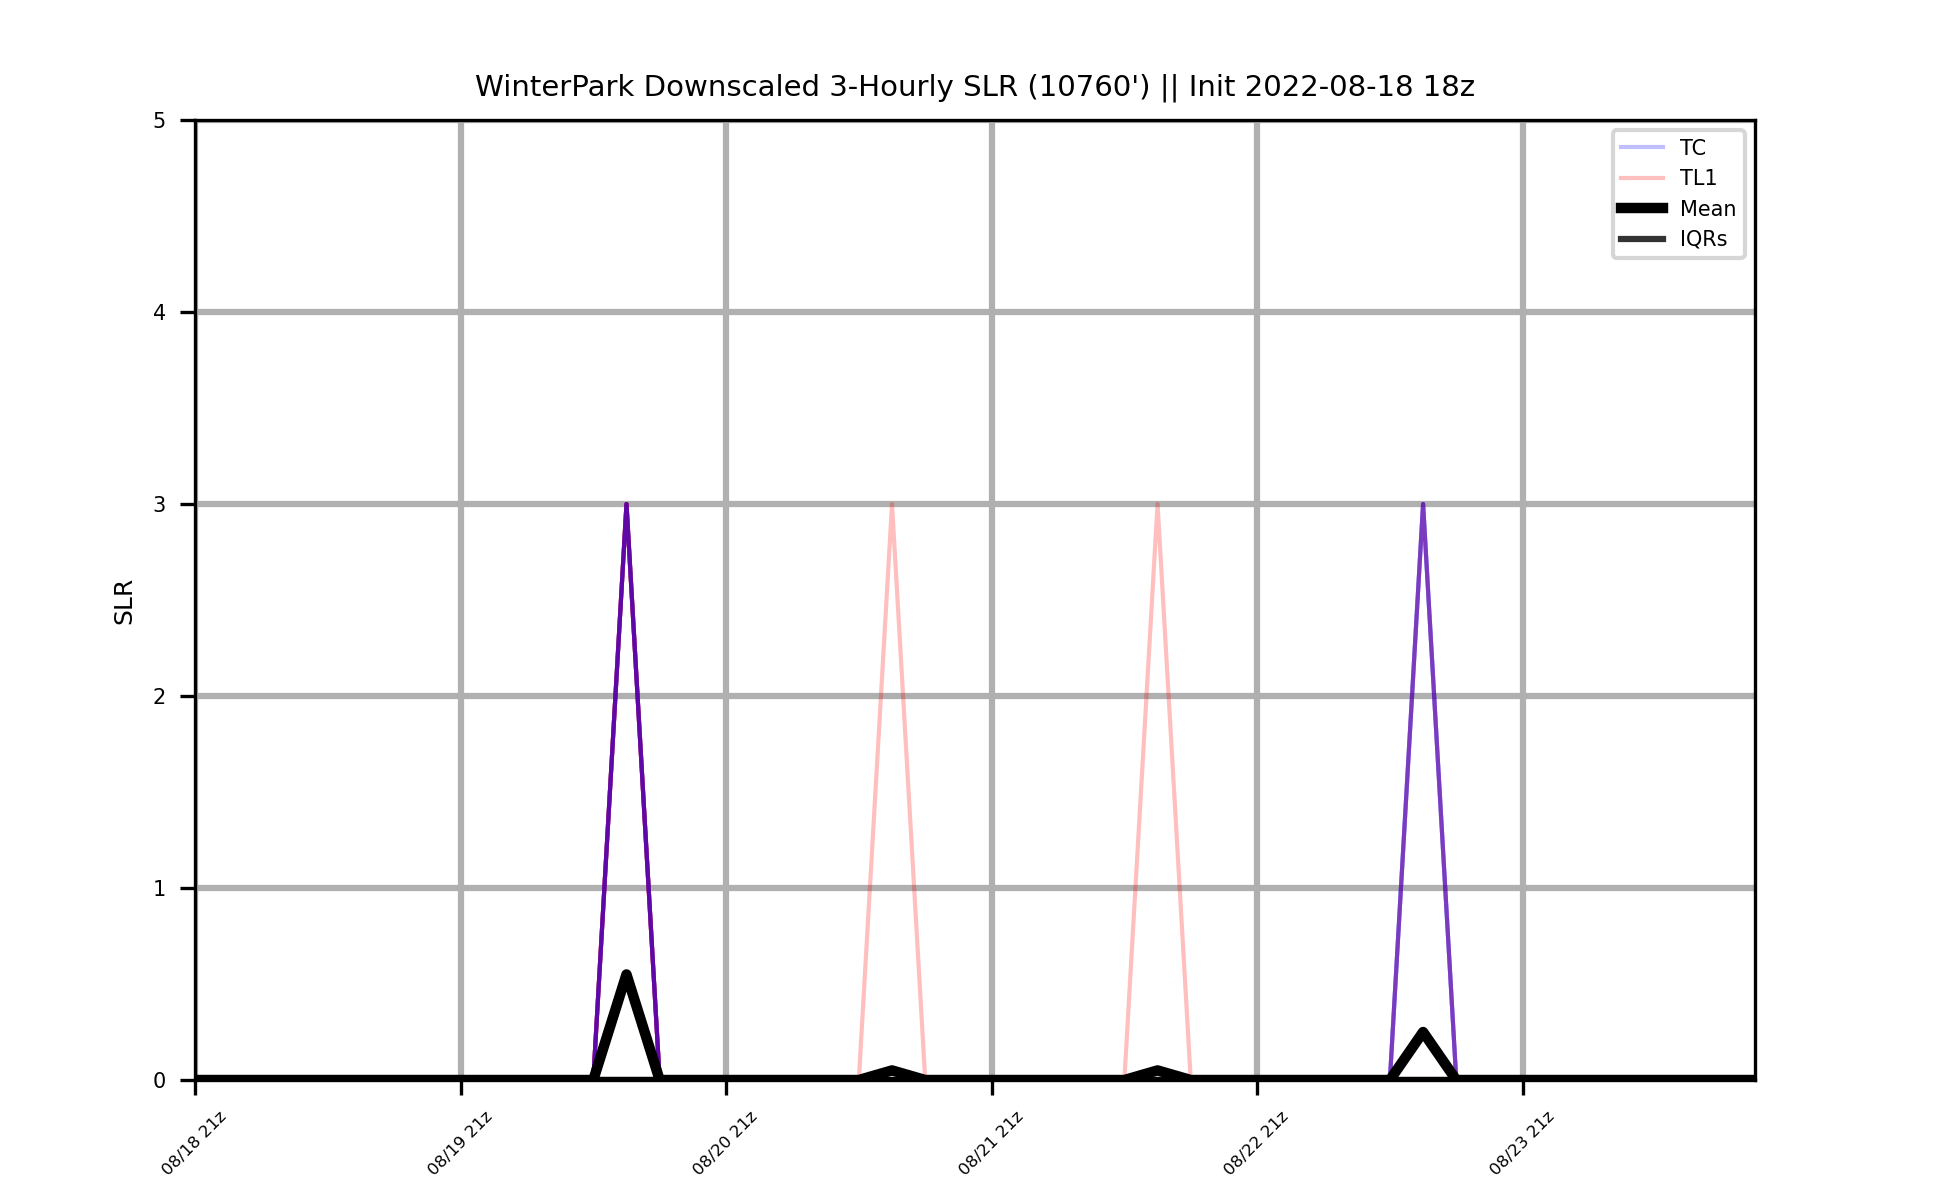 WinterPark Downscaled 3-Hourly SLR (10760') || Init 2022-08-18 18z
5
4
3
2
1
0
SLR
TC
TL1
Mean
IQRs
08/18 21z
08/19 21z
08/20 21z
08/21 21z
08/22 21z
08/23 21z